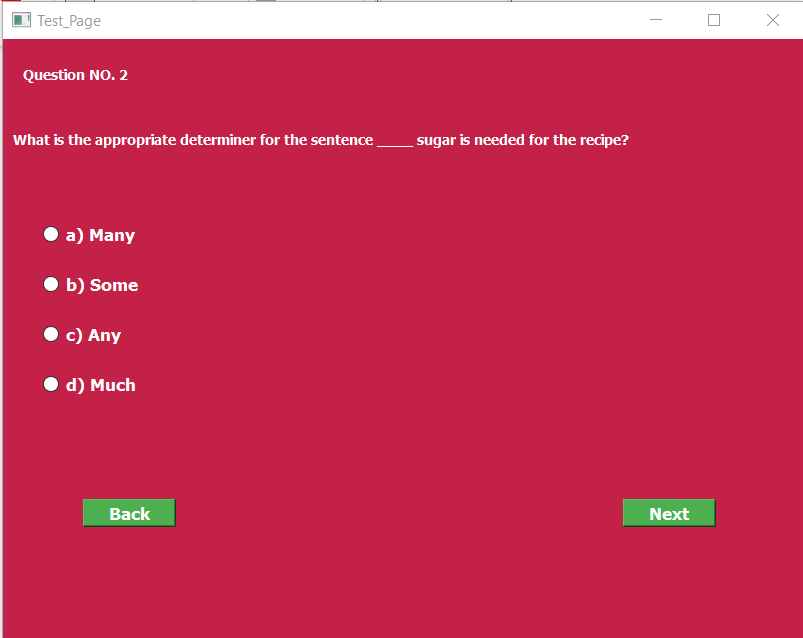 Test_Page
Question NO. 2
What is the appropriate determiner for the sentence _____ sugar is needed for the recipe?
a) Many
b) Some
c) Any
d) Much
Back
Next